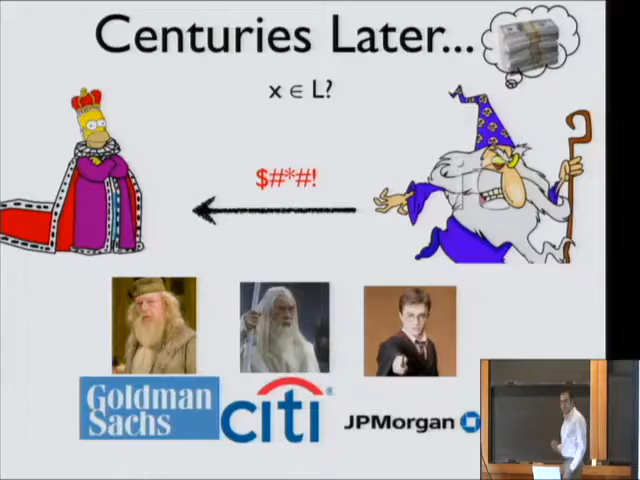 Centuries Later...
x ∈ L?
$#*#!
Goldman
Sachs
citi®
JPMorgan